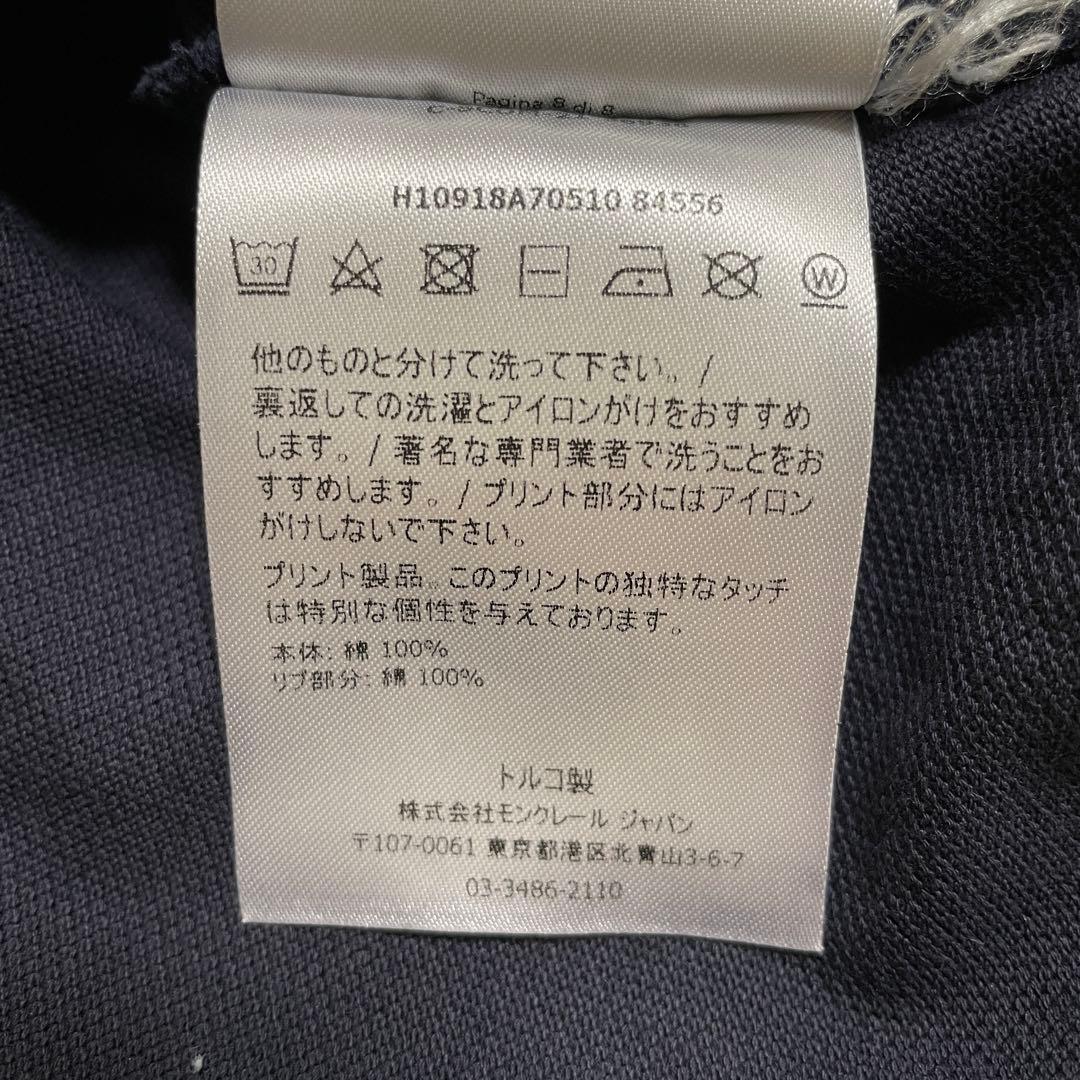 Pagina 8 di 8
H10918A70510 84556
30
W
他のものと分けて洗って下さい。/
裏返しての洗濯とアイロンがけをおすすめ
します。/ 著名な専門業者で洗うことをお
すすめします。/ プリント部分にはアイロン
がけしないで下さい。
プリント製品。このプリントの独特なタッチ
は特別な個性を与えております。
本体: 綿 100%
リブ部分: 綿 100%
トルコ製
株式会社モンクレール ジャパン
〒107-0061 東京都港区北青山3-6-7
03-3486-2110